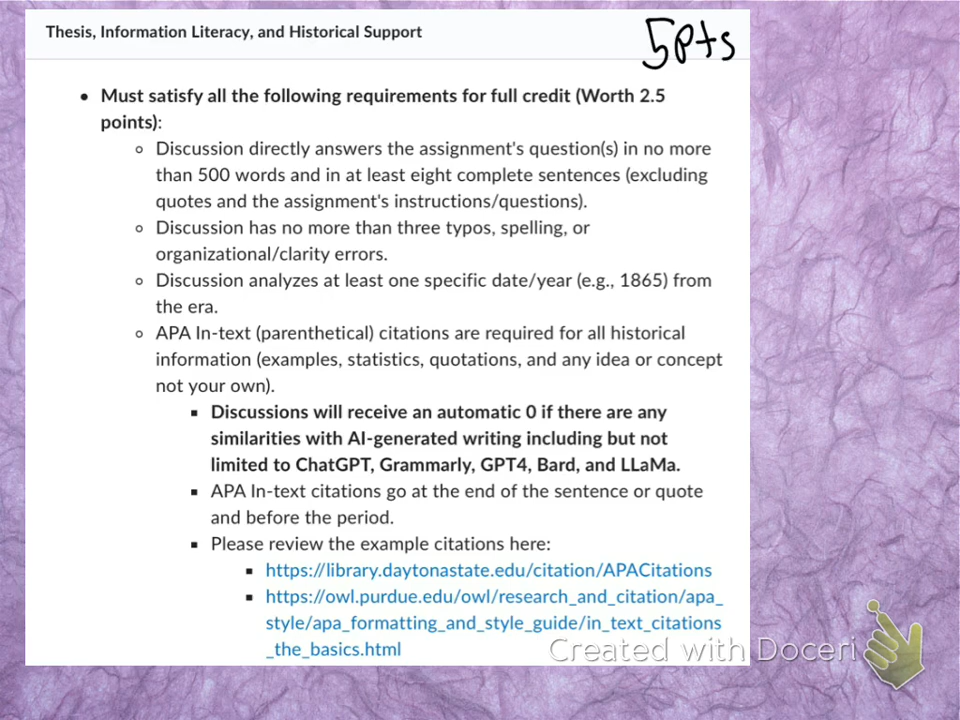 Thesis, Information Literacy, and Historical Support
5pts
• Must satisfy all the following requirements for full credit (Worth 2.5
points):
Discussion directly answers the assignment's question(s) in no more
than 500 words and in at least eight complete sentences (excluding
quotes and the assignment's instructions/questions).
Discussion has no more than three typos, spelling, or
organizational/clarity errors.
Discussion analyzes at least one specific date/year (e.g., 1865) from
the era.
APA In-text (parenthetical) citations are required for all historical
information (examples, statistics, quotations, and any idea or concept
not your own).
Discussions will receive an automatic 0 if there are any
similarities with AI-generated writing including but not
limited to ChatGPT, Grammarly, GPT4, Bard, and LLaMa.
APA In-text citations go at the end of the sentence or quote
and before the period.
Please review the example citations here:
https://library.daytonastate.edu/citation/APACitations
https://owl.purdue.edu/owl/research_and_citation/apa_
style/apa_formatting_and_style_guide/in_text_citations
_the_basics.html
Created with Doceri